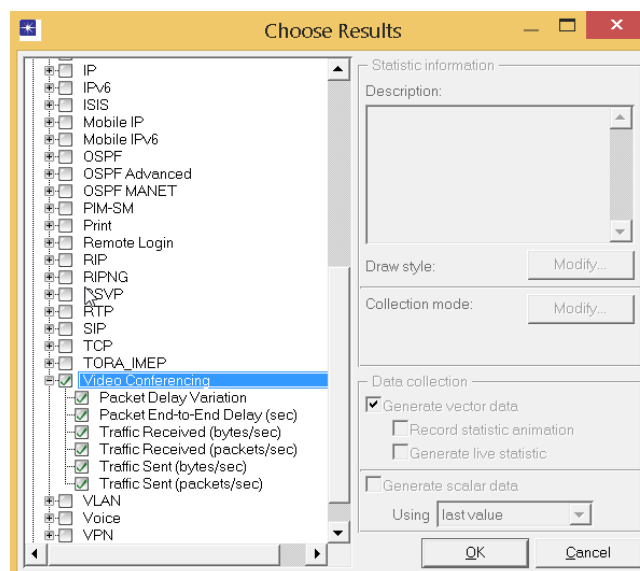 Choose Results
IP
IPv6
ISIS
Mobile IP
Mobile IPv6
OSPF
OSPF Advanced
OSPF MANET
PIM-SM
Print
Remote Login
RIP
RIPNG
RSVP
RTP
SIP
TCP
TORA_IMEP
Video Conferencing
Packet Delay Variation
Packet End-to-End Delay (sec)
Traffic Received (bytes/sec)
Traffic Received (packets/sec)
Traffic Sent (bytes/sec)
Traffic Sent (packets/sec)
VLAN
Voice
VPN
Statistic information
Description:
Draw style:
Modify...
Collection mode:
Modify...
Data collection
Generate vector data
Record statistic animation
Generate live statistic
Generate scalar data
Using
last value
OK
Cancel